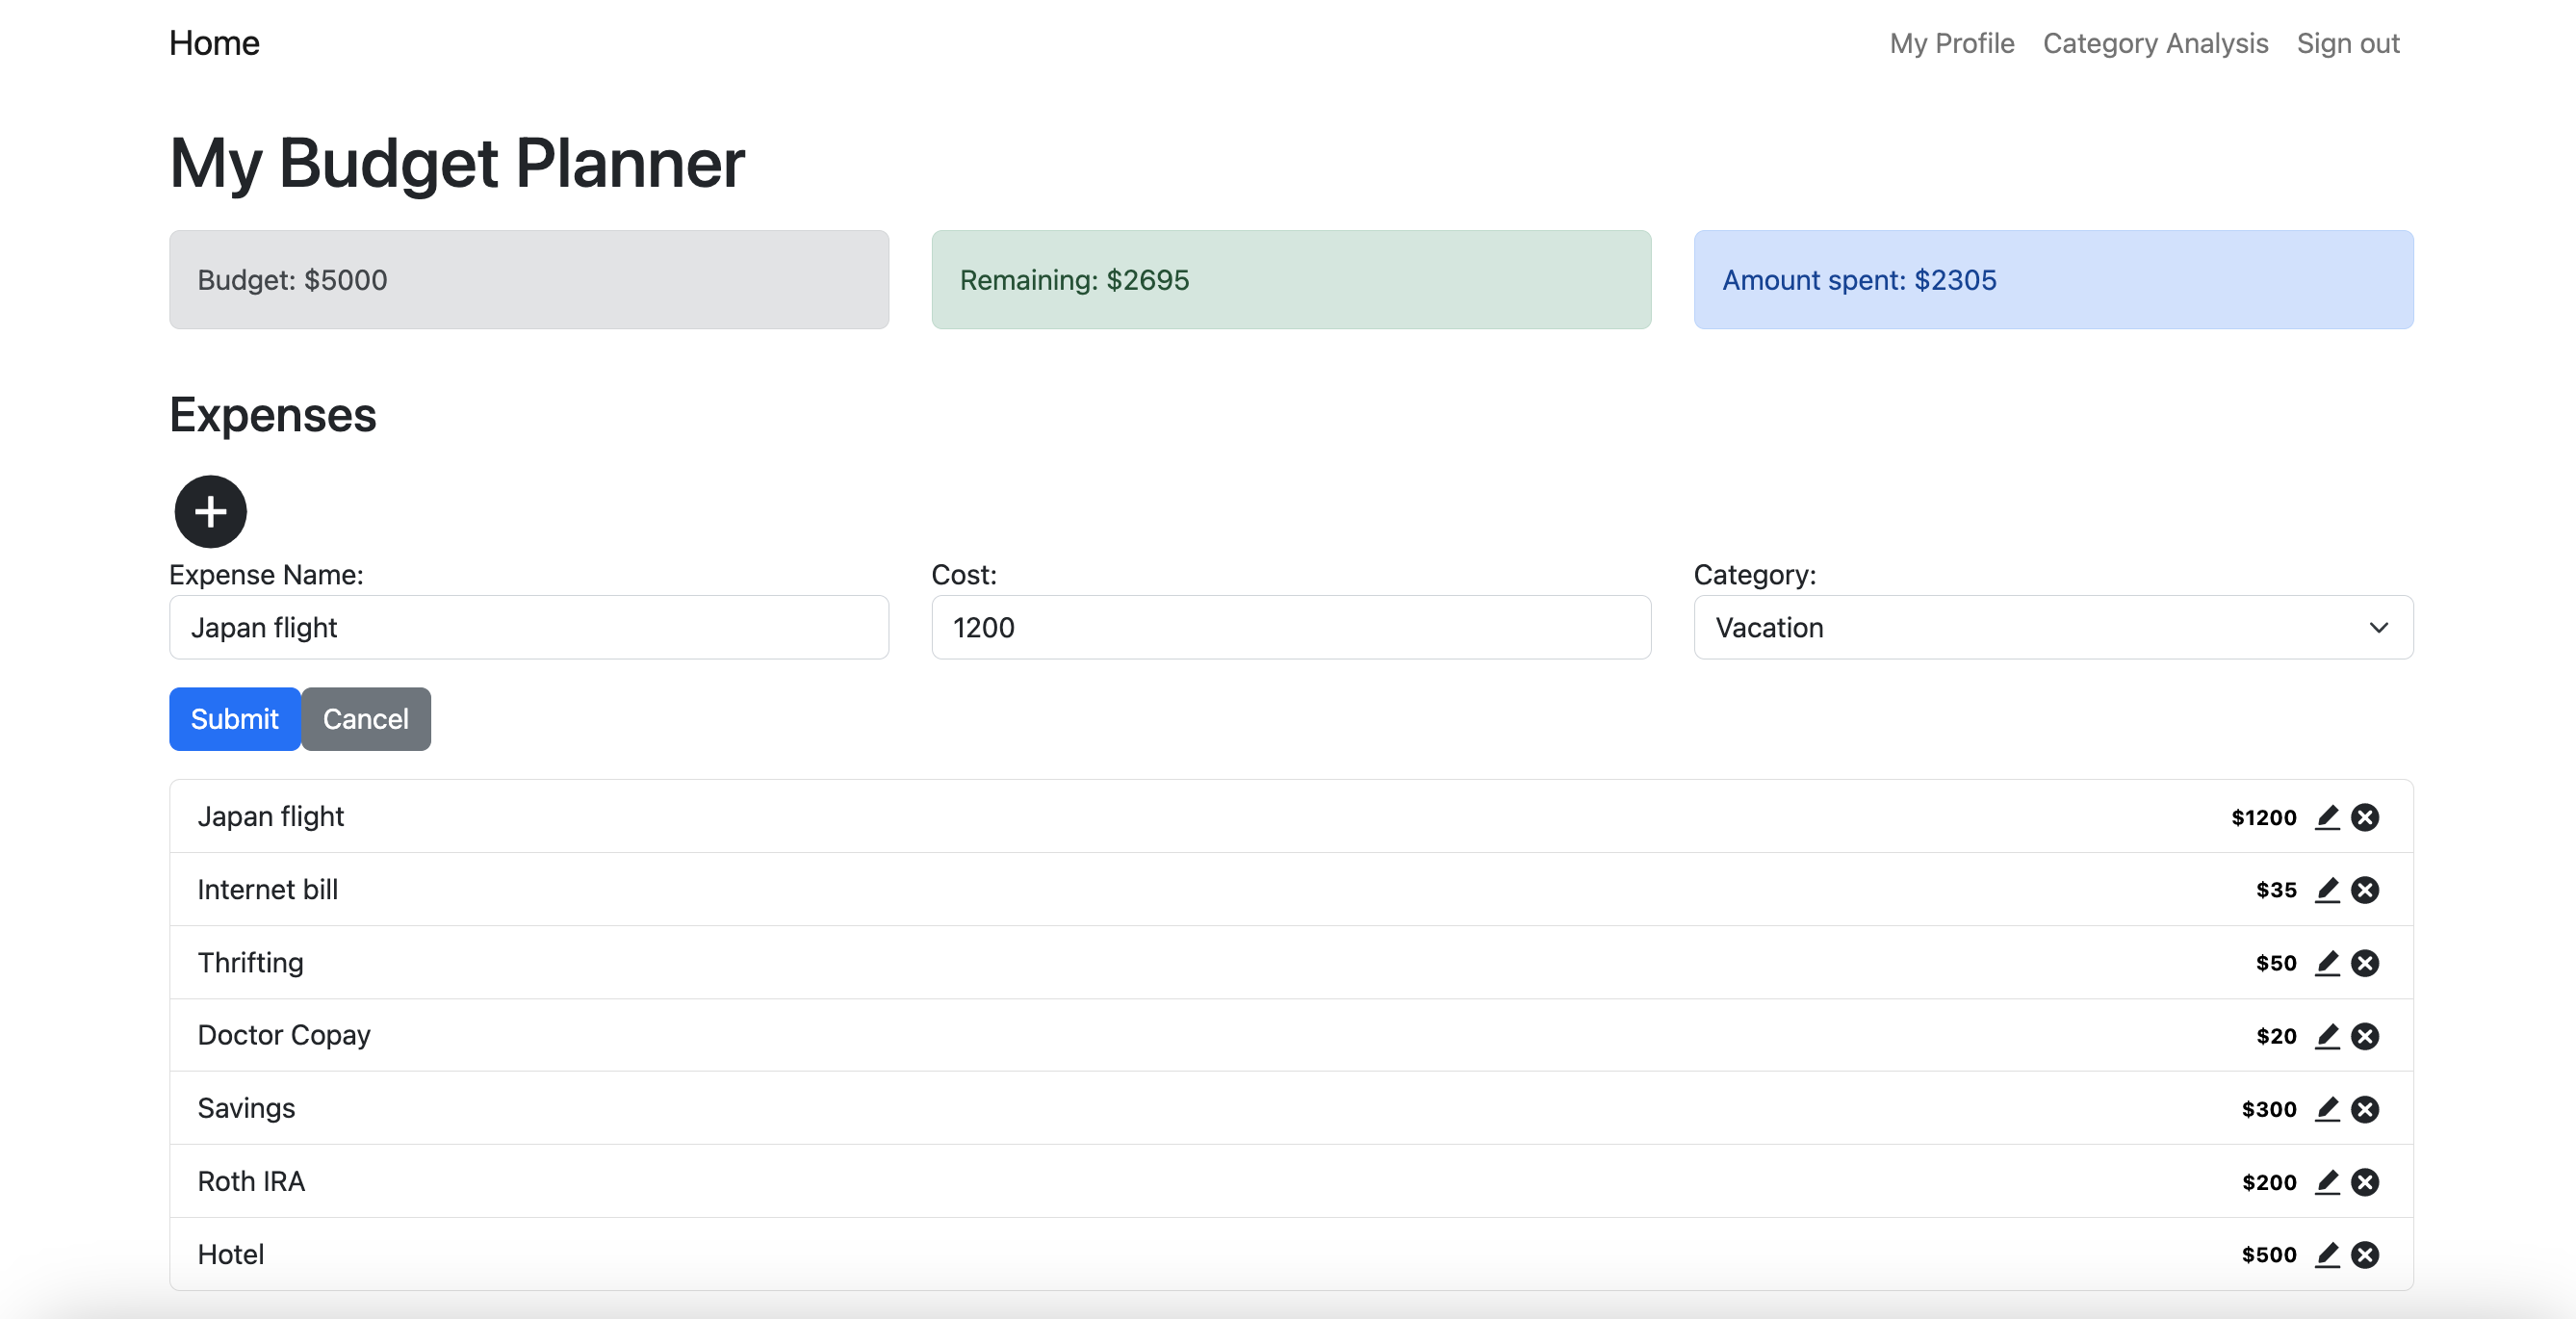 Home My Profile Category Analysis Sign out
My Budget Planner
Budget: $5000 Remaining: $2695 Amount spent: $2305
Expenses
Expense Name: Cost: Category:
Japan flight 1200 Vacation
Submit Cancel
Japan flight $1200
Internet bill $35
Thrifting $50
Doctor Copay $20
Savings $300
Roth IRA $200
Hotel $500